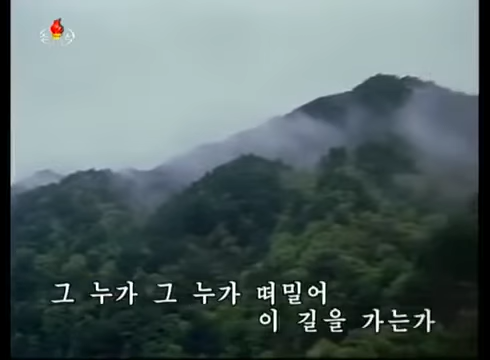 그 누가 그 누가 떠밀어
이 길을 가는가